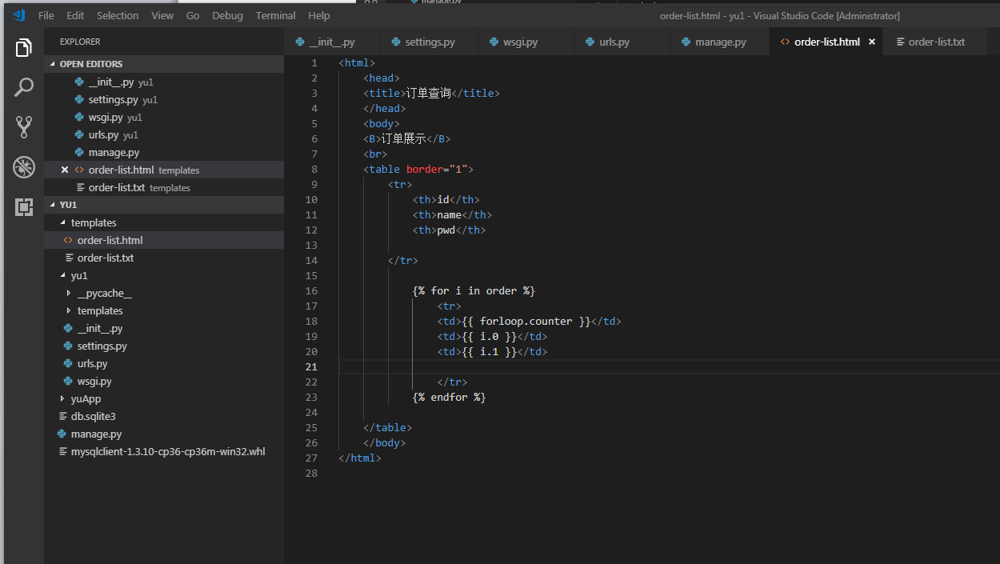 manage.py
File Edit Selection View Go Debug Terminal Help
order-list.html - yu1 - Visual Studio Code [Administrator]
EXPLORER
OPEN EDITORS
__init__.py yu1
settings.py yu1
wsgi.py yu1
urls.py yu1
manage.py
order-list.html templates
order-list.txt templates
YU1
templates
order-list.html
order-list.txt
yu1
__pycache__
templates
__init__.py
settings.py
urls.py
wsgi.py
yuApp
db.sqlite3
manage.py
mysqlclient-1.3.10-cp36-cp36m-win32.whl
__init__.py settings.py wsgi.py urls.py manage.py order-list.html order-list.txt
1 <html>
2 <head>
3 <title>订单查询</title>
4 </head>
5 <body>
6 <B>订单展示</B>
7 <br>
8 <table border="1">
9 <tr>
10 <th>id</th>
11 <th>name</th>
12 <th>pwd</th>
13
14 </tr>
15
16 {% for i in order %}
17 <tr>
18 <td>{{ forloop.counter }}</td>
19 <td>{{ i.0 }}</td>
20 <td>{{ i.1 }}</td>
21
22 </tr>
23 {% endfor %}
24
25 </table>
26 </body>
27 </html>
28